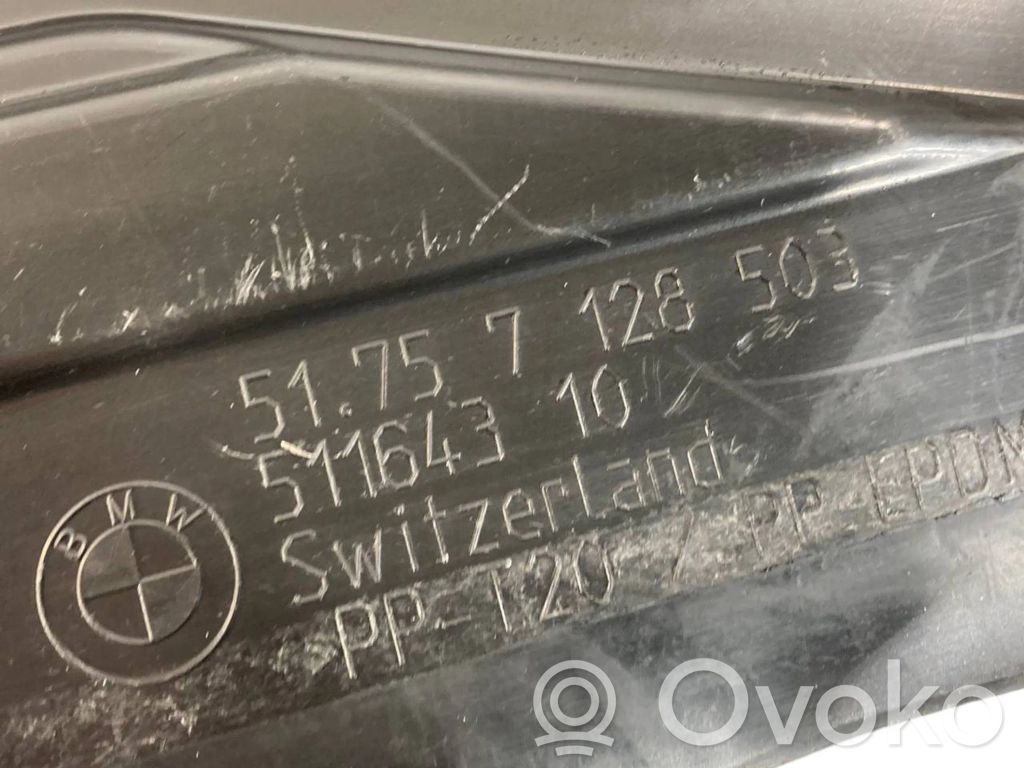 51.75 7 128 503
511643 10
Switzerland
PP-T20 / PP-EPDM
BMW
Ovoko